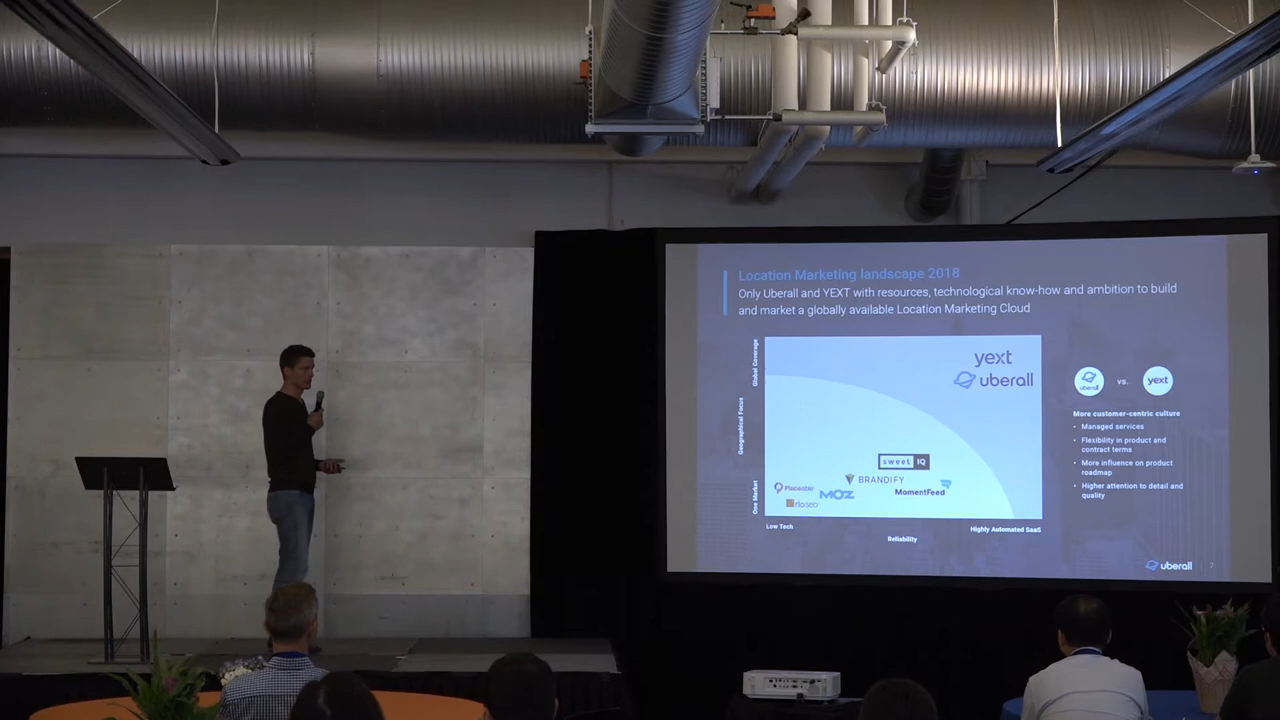 Location Marketing landscape 2018
Only Uberall and YEXT with resources, technological know-how and ambition to build
and market a globally available Location Marketing Cloud
Global Coverage
Geographical Focus
One Market
yext
uberall
sweet IQ
BRANDIFY
Placeable
MOZ
MomentFeed
rioseo
Low Tech
Highly Automated SaaS
Reliability
uberall
vs.
yext
More customer-centric culture
• Managed services
• Flexibility in product and
contract terms
• More influence on product
roadmap
• Higher attention to detail and
quality
uberall
7